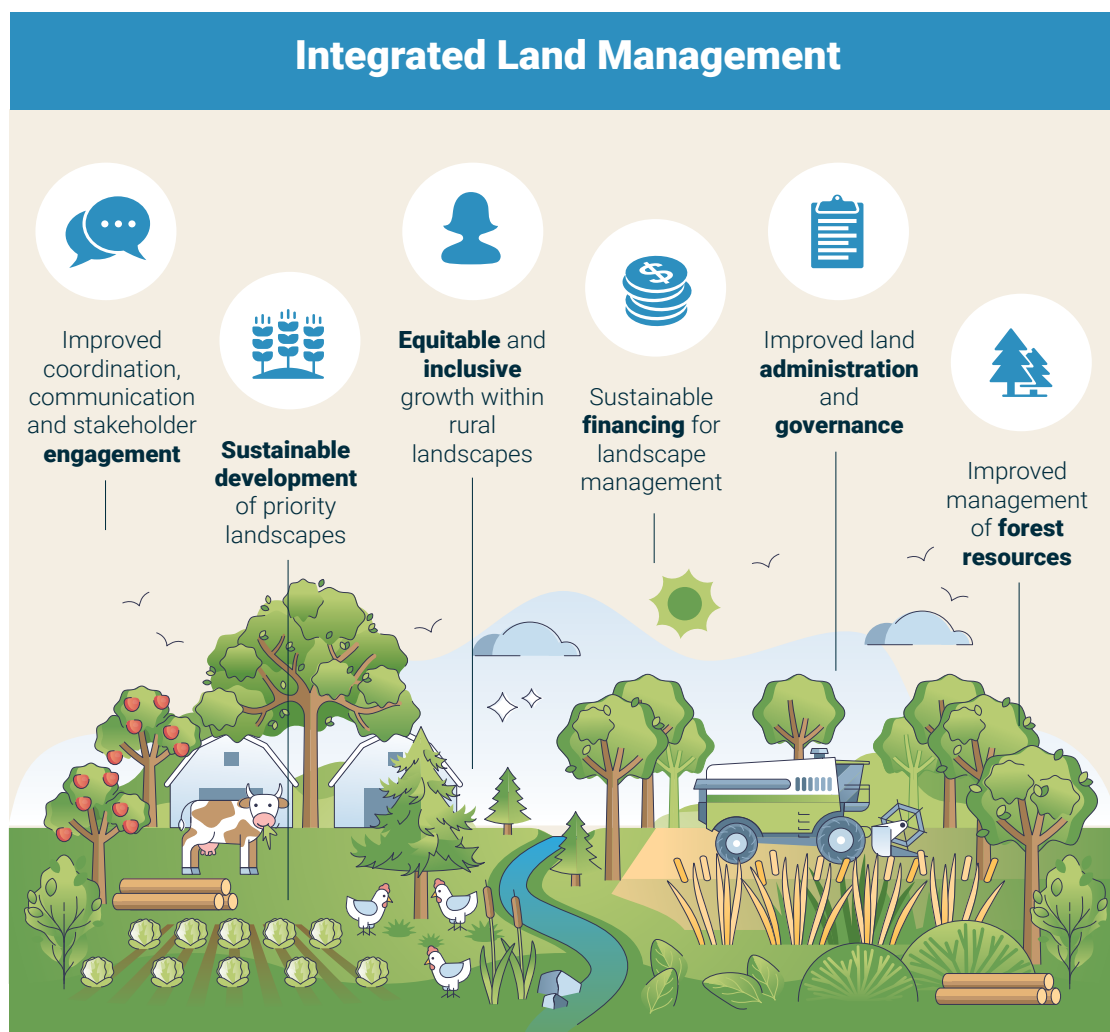 Integrated Land Management
Improved
coordination,
communication
and stakeholder
engagement
Sustainable
development
of priority
landscapes
Equitable and
inclusive
growth within
rural
landscapes
$
Sustainable
financing for
landscape
management
Improved land
administration
and
governance
Improved
management
of forest
resources